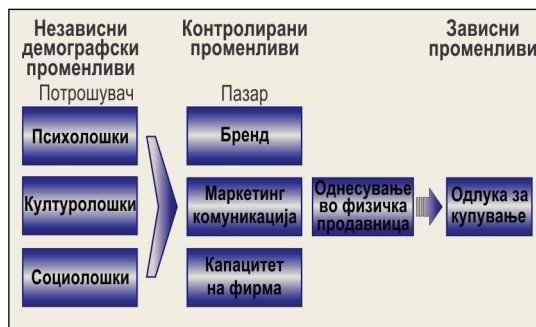 Независни
демографски
променливи
Потрошувач
Психолошки
Културолошки
Социолошки
Контролирани
променливи
Пазар
Бренд
Маркетинг
комуникација
Капацитет
на фирма
Однесување
во физичка
продавница
Зависни
променливи
Одлука за
купување